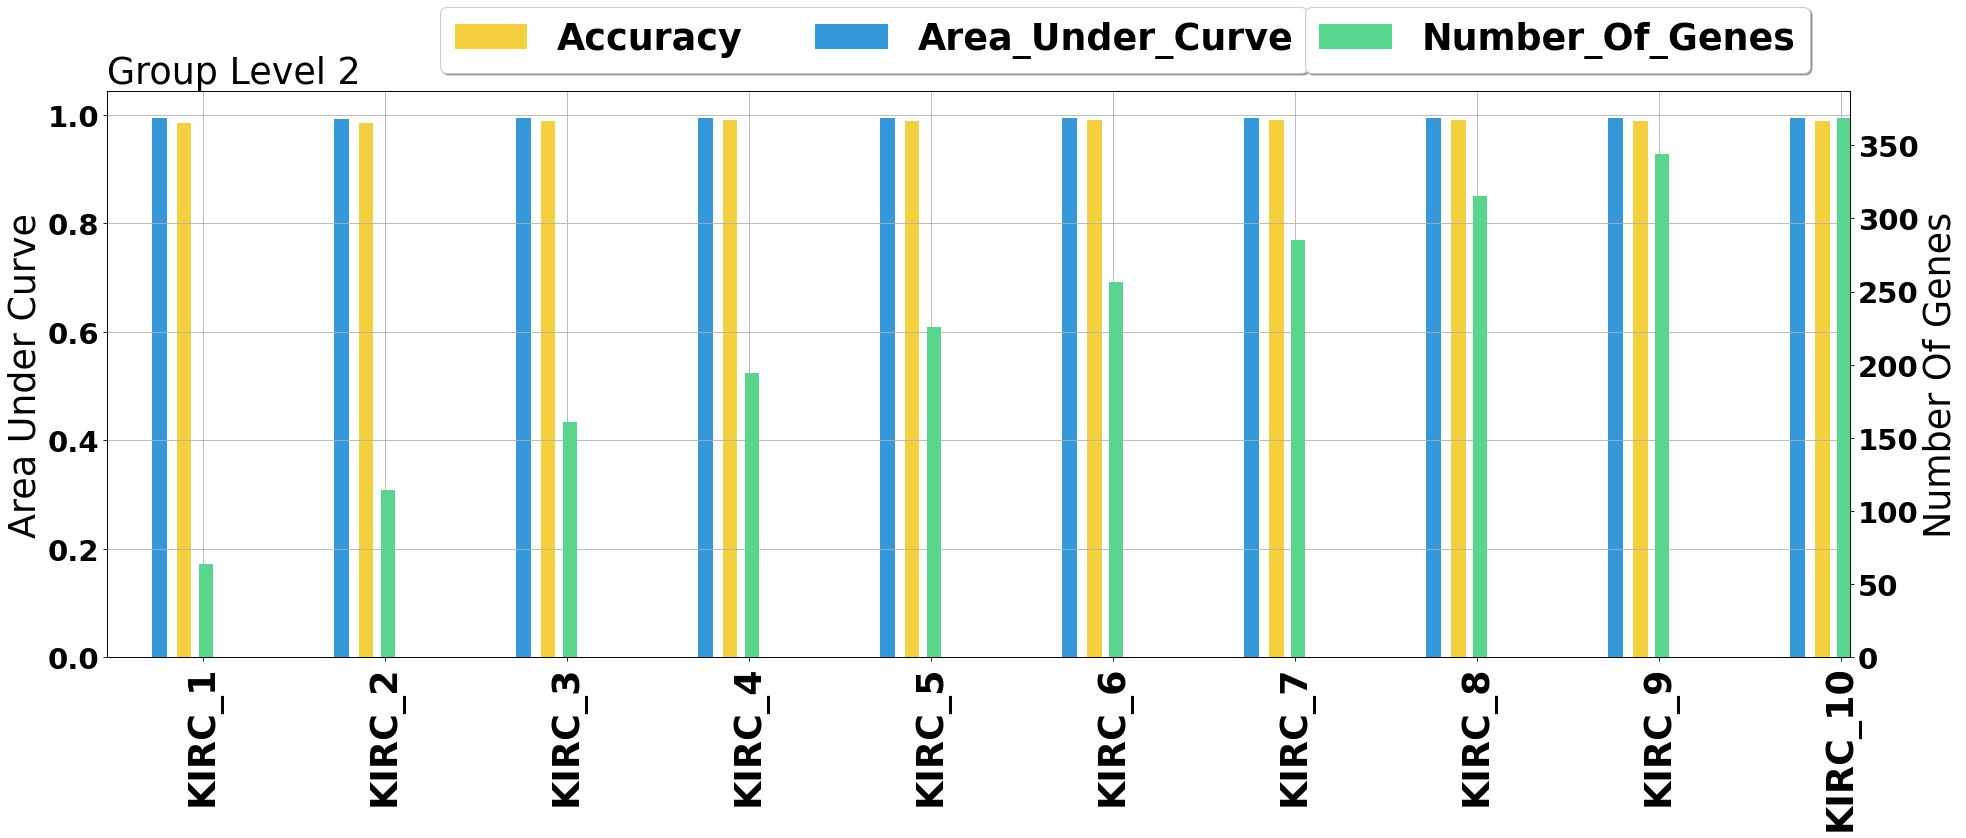 Accuracy
Area_Under_Curve
Number_Of_Genes
Group Level 2
1.0
0.8
0.6
0.4
0.2
0.0
Area Under Curve
350
300
250
200
150
100
50
0
Number Of Genes
KIRC_1
KIRC_2
KIRC_3
KIRC_4
KIRC_5
KIRC_6
KIRC_7
KIRC_8
KIRC_9
KIRC_10